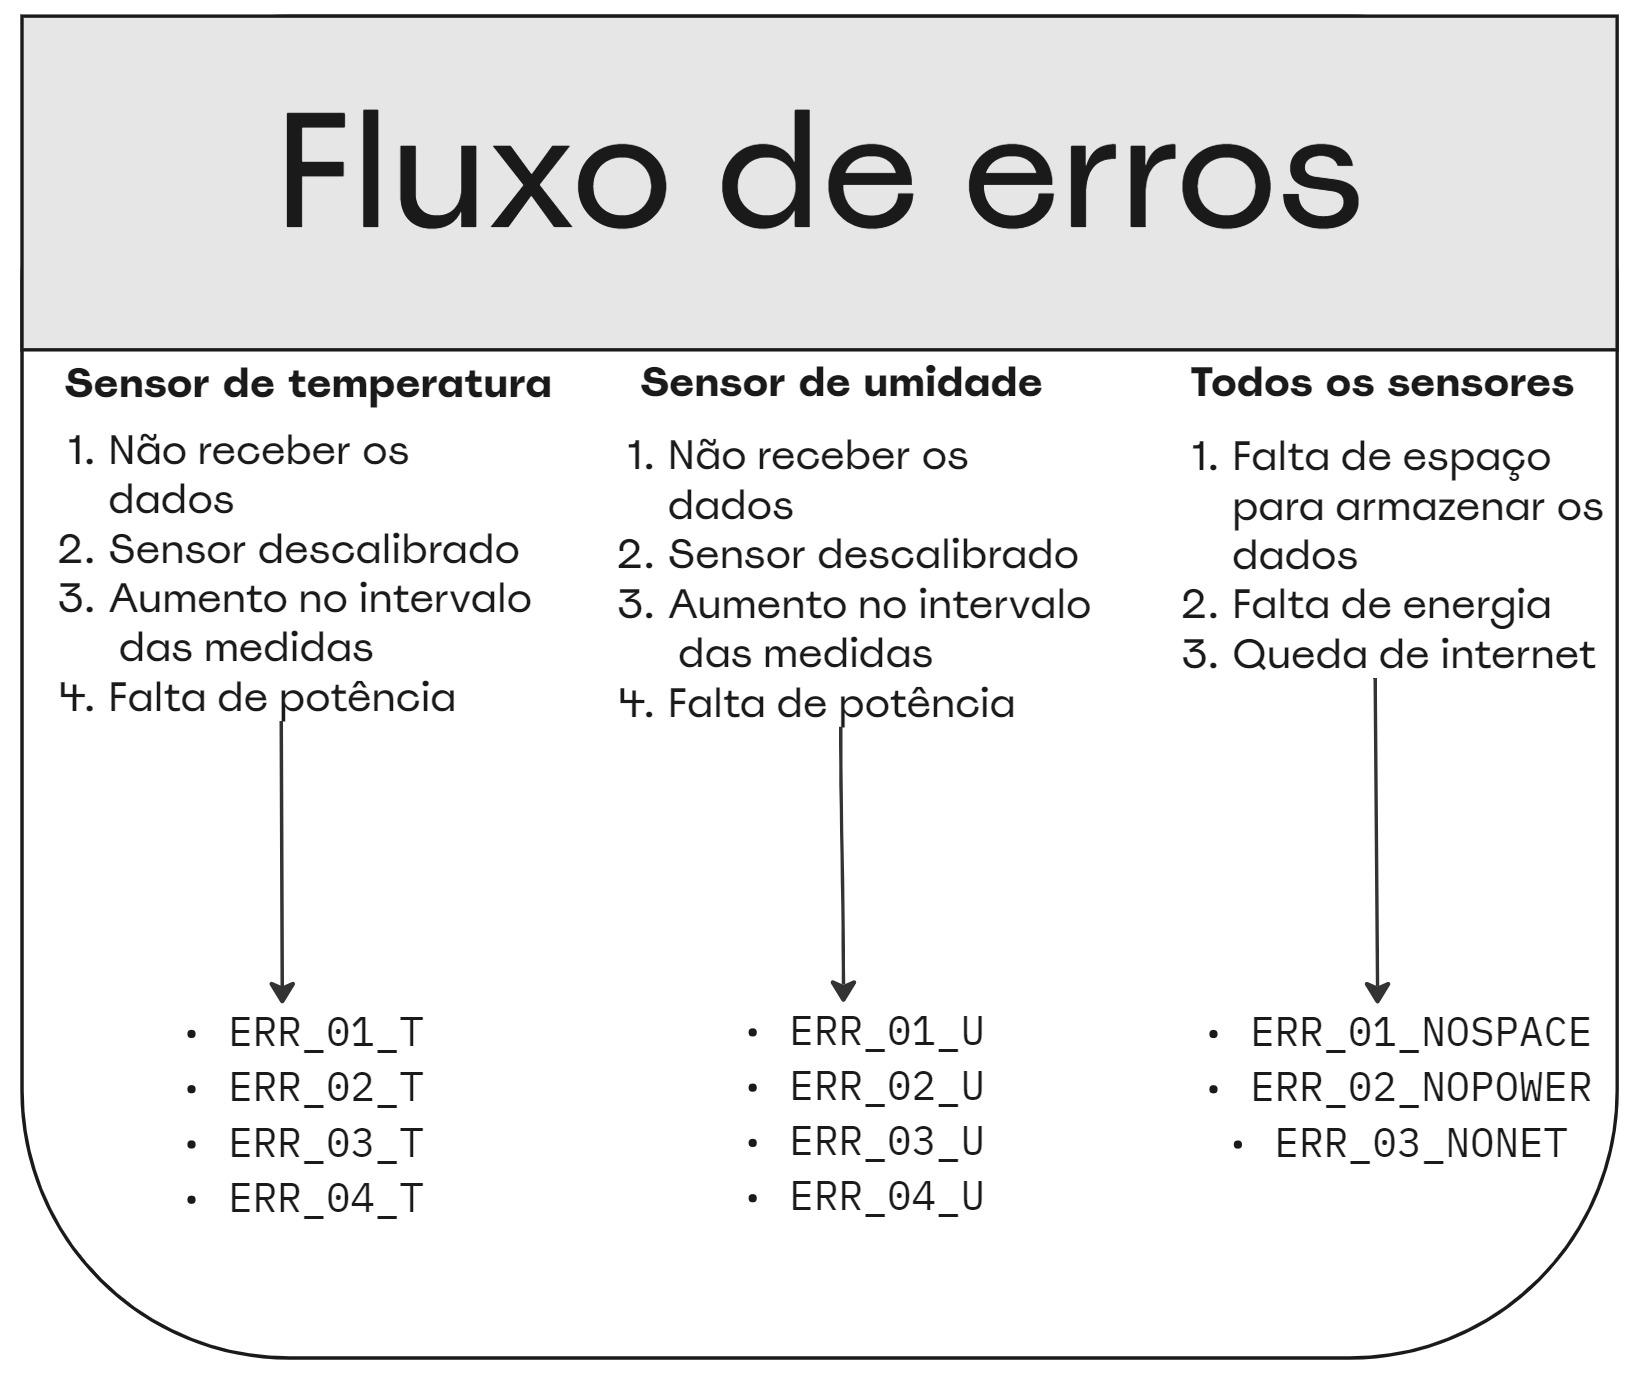 Fluxo de erros
Sensor de temperatura
1. Não receber os
dados
2. Sensor descalibrado
3. Aumento no intervalo
das medidas
4. Falta de potência
• ERR_01_T
• ERR_02_T
• ERR_03_T
• ERR_04_T
Sensor de umidade
1. Não receber os
dados
2. Sensor descalibrado
3. Aumento no intervalo
das medidas
4. Falta de potência
• ERR_01_U
• ERR_02_U
• ERR_03_U
• ERR_04_U
Todos os sensores
1. Falta de espaço
para armazenar os
dados
2. Falta de energia
3. Queda de internet
• ERR_01_NOSPACE
• ERR_02_NOPOWER
• ERR_03_NONET